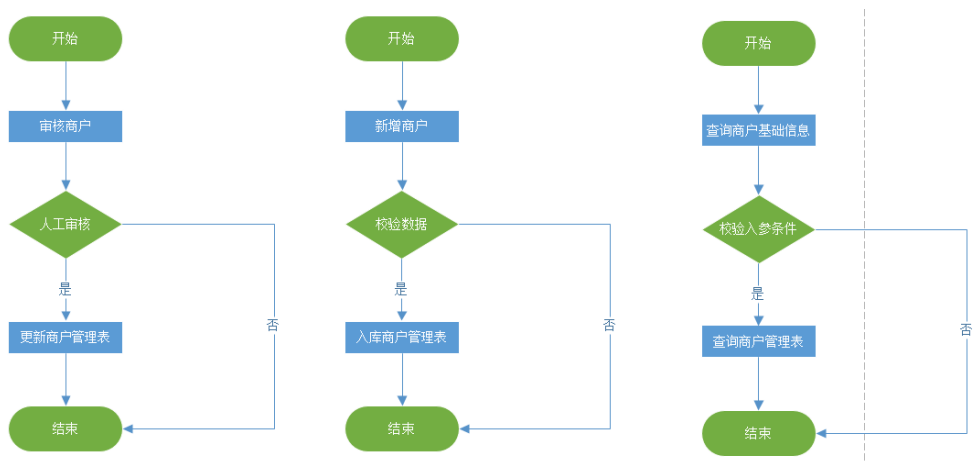 开始
审核商户
人工审核
是
否
更新商户管理表
结束
开始
新增商户
校验数据
是
否
入库商户管理表
结束
开始
查询商户基础信息
校验入参条件
是
否
查询商户管理表
结束